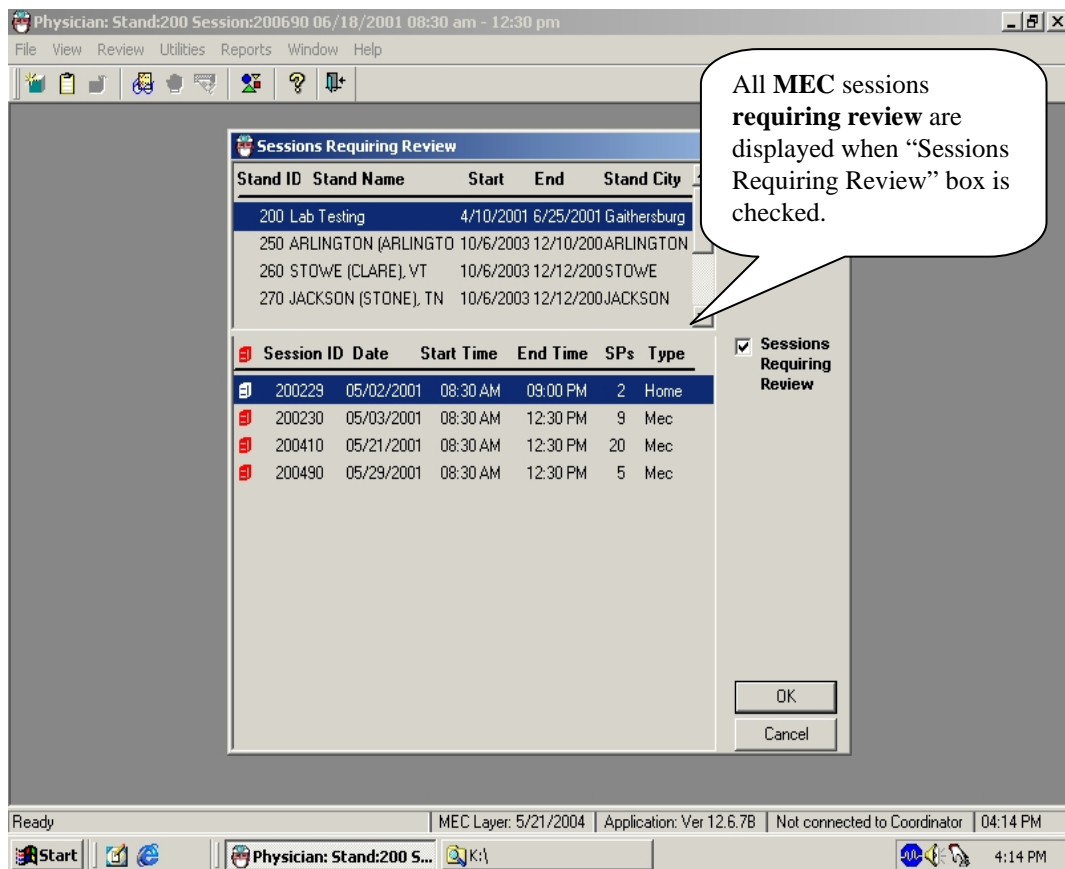 Physician: Stand:200 Session:200690 06/18/2001 08:30 am - 12:30 pm
File View Review Utilities Reports Window Help
All MEC sessions
requiring review are
displayed when “Sessions
Requiring Review” box is
checked.
Sessions Requiring Review
Stand ID Stand Name Start End Stand City
200 Lab Testing 4/10/2001 6/25/2001 Gaithersburg
250 ARLINGTON (ARLINGTO 10/6/2003 12/10/200 ARLINGTON
260 STOWE (CLARE), VT 10/6/2003 12/12/200 STOWE
270 JACKSON (STONE), TN 10/6/2003 12/12/200 JACKSON
Session ID Date Start Time End Time SPs Type
200229 05/02/2001 08:30 AM 09:00 PM 2 Home
200230 05/03/2001 08:30 AM 12:30 PM 9 Mec
200410 05/21/2001 08:30 AM 12:30 PM 20 Mec
200490 05/29/2001 08:30 AM 12:30 PM 5 Mec
Sessions
Requiring
Review
OK
Cancel
Ready MEC Layer: 5/21/2004 Application: Ver 12.6.7B Not connected to Coordinator 04:14 PM
Start Physician: Stand:200 S... K:\ 4:14 PM